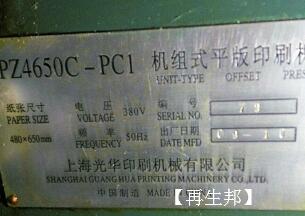 PZ4650C-PC1 机组式平版印刷机
UNIT-TYPE OFFSET PRES
纸张尺寸 电压 380V 编号
PAPER SIZE VOLTAGE SERIAL NO.
480×650mm 频率 50Hz 出厂日期
FREQUENCY DATE MFD
上海光华印刷机械有限公
SHANGHAI GUANG HUA PRINTING MACHINERY CO
中国制造 MADE
【再生邦】